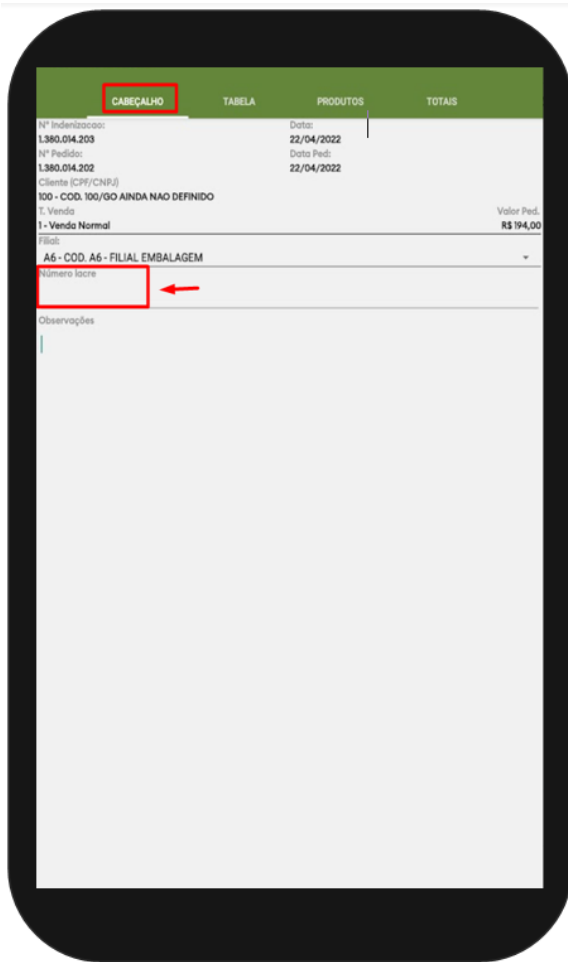 CABEÇALHO TABELA PRODUTOS TOTAIS
Nº Indenizacao: Data:
1.380.014.203 22/04/2022
Nº Pedido: Data Ped:
1.380.014.202 22/04/2022
Cliente (CPF/CNPJ)
100 - COD. 100/GO AINDA NAO DEFINIDO
T. Venda Valor Ped.
1 - Venda Normal R$ 194,00
Filial:
A6 - COD. A6 - FILIAL EMBALAGEM
Número lacre
Observações